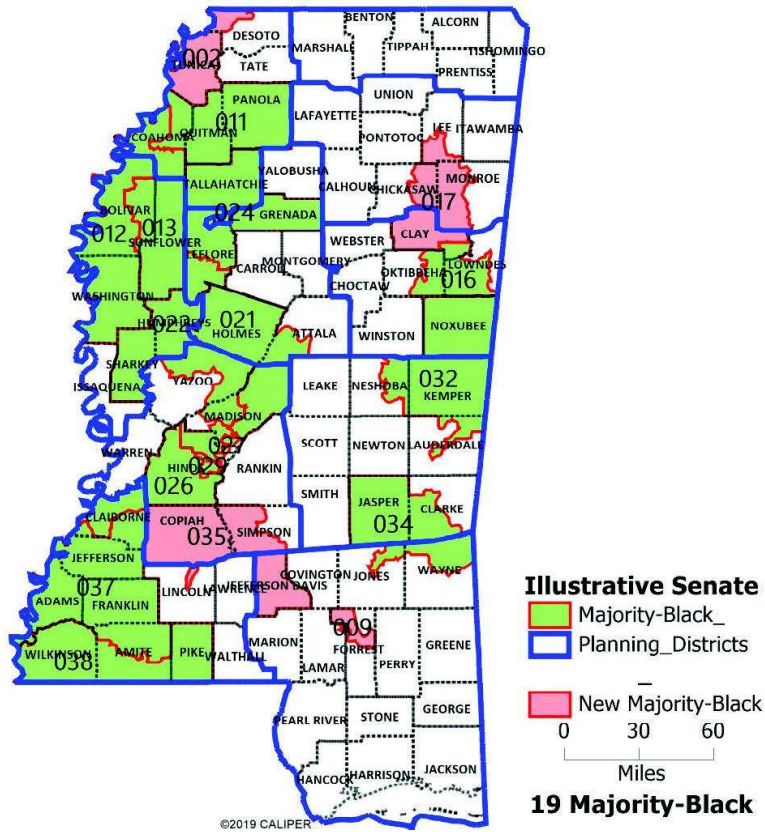 BENTON
ALCORN
DESOTO
MARSHALL
TIPPAH
TISHOMINGO
002
TUNICA
TATE
PRENTISS
PANOLA
UNION
LAFAYETTE
011
COAHOMA
QUITMAN
PONTOTOC
LEE
ITAWAMBA
YALOBUSHA
TALLAHATCHIE
CALHOUN
CHICKASAW
MONROE
017
BOLIVAR
024
GRENADA
012
013
SUNFLOWER
CLAY
WEBSTER
LEFLORE
CARROLL
MONTGOMERY
OKTIBBEHA
LOWNDES
016
CHOCTAW
WASHINGTON
HUMPHREYS
022
021
HOLMES
ATTALA
WINSTON
NOXUBEE
SHARKEY
ISSAQUENA
YAZOO
LEAKE
NESHOBA
032
KEMPER
MADISON
WARREN
SCOTT
NEWTON
LAUDERDALE
HINDS
RANKIN
026
SMITH
JASPER
CLARKE
034
CLAIBORNE
COPIAH
035
SIMPSON
JEFFERSON
COVINGTON
JONES
WAYNE
037
LINCOLN
LAWRENCE
JEFFERSON DAVIS
ADAMS
FRANKLIN
009
FORREST
WILKINSON
038
AMITE
PIKE
WALTHALL
MARION
LAMAR
PERRY
GREENE
PEARL RIVER
STONE
GEORGE
HANCOCK
HARRISON
JACKSON
Illustrative Senate
Majority-Black_
Planning_Districts
_
New Majority-Black
0 30 60
Miles
19 Majority-Black
©2019 CALIPER